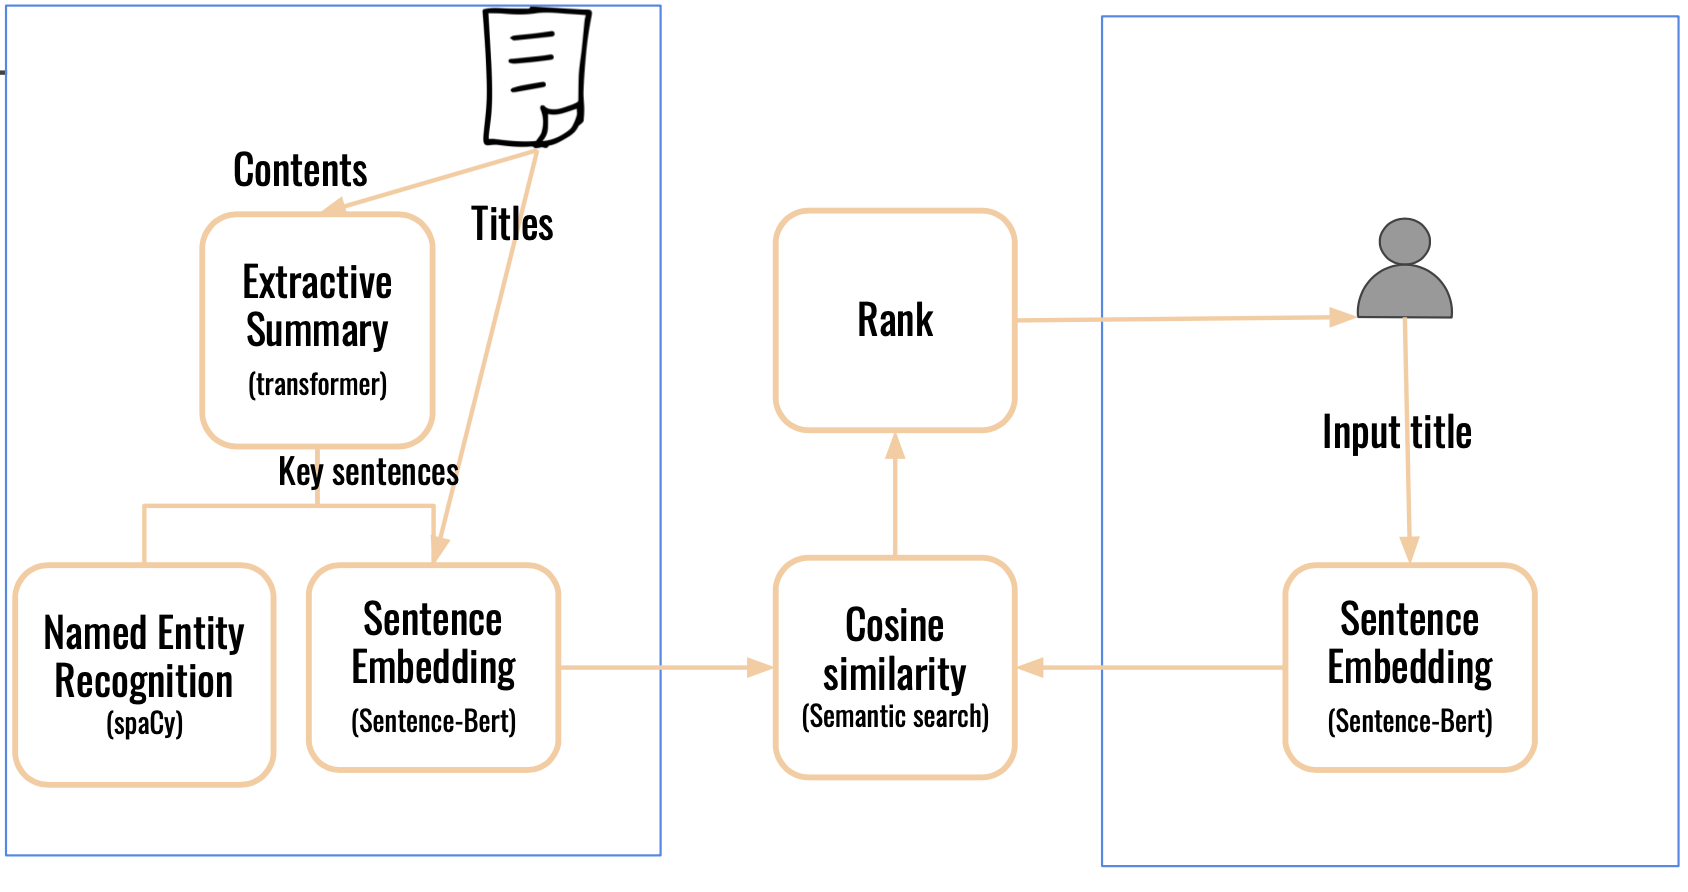 Contents
Titles
Extractive
Summary
(transformer)
Key sentences
Named Entity
Recognition
(spaCy)
Sentence
Embedding
(Sentence-Bert)
Rank
Cosine
similarity
(Semantic search)
Input title
Sentence
Embedding
(Sentence-Bert)